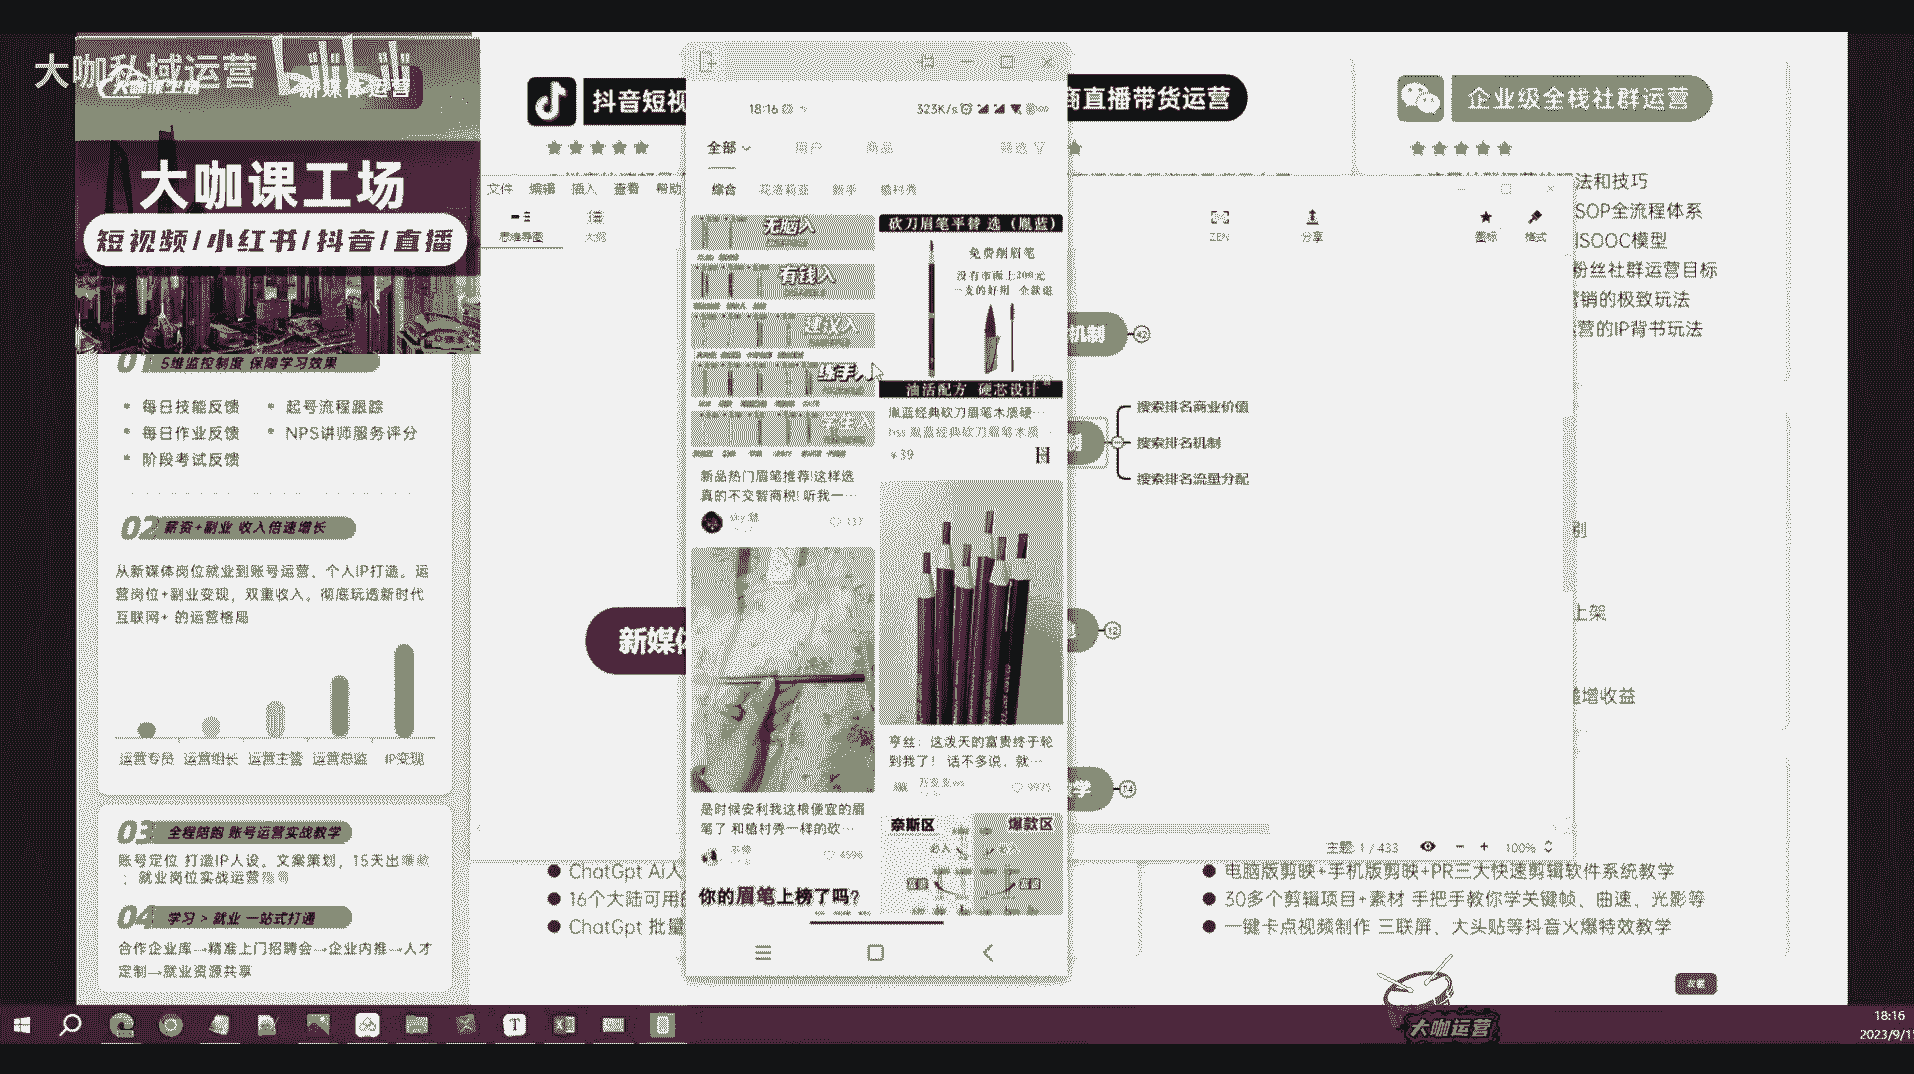 大咖私域运营
bilibili
新媒体运营
大咖课工场
短视频/小红书/抖音/直播
01 5维监控制度 保障学习效果
每日技能反馈
起号流程跟踪
每日作业反馈
NPS讲师服务评分
阶段考试反馈
02 薪资+副业 收入倍速增长
从新媒体岗位就业到账号运营、个人IP打造。运
营岗位+副业变现，双重收入。彻底玩透新时代
互联网+ 的运营格局
运营专员 运营组长 运营主管 运营总监 IP变现
03 全程陪跑 账号运营实战教学
账号定位 打造IP人设。文案策划，15天出爆款
；就业岗位实战运营指导
04 学习 > 就业 一站式打通
合作企业库→精准上门招聘会→企业内推→人才
定制→就业资源共享
抖音短视
商直播带货运营
企业级全栈社群运营
文件 编辑 插入 查看 帮助
思维导图 大纲
ZEN 分享 图标 格式
法和技巧
SOP全流程体系
ISOOC模型
粉丝社群运营目标
营销的极致玩法
运营的IP背书玩法
18:16
323K/s
全部 用户 商品 筛选
综合 花洛莉亚 新手 植村秀
无脑入
有钱入
建议入
练手入
学生入
新品热门眉笔推荐!这样选
真的不交智商税! 听我一…
137
砍刀眉笔平替 选（胤蓝）
免费削眉笔
没有市面上200元
一支的好用 全款退
油活配方 硬芯设计
胤蓝经典砍刀眉笔木质硬…
hss 胤蓝经典砍刀眉笔木质
¥39
是时候安利我这根便宜的眉
笔了 和植村秀一样的砍…
4596
亨丝：这泼天的富贵终于轮
到我了！ 话不多说，就…
9975
你的眉笔上榜了吗?
奈斯区 爆款区
机制
42
制
搜索排名商业价值
搜索排名机制
搜索排名流量分配
新媒体
12
学
14
别
上架
递增收益
主题: 1 / 433
100%
ChatGpt Ai人
16个大陆可用的
ChatGpt 批量
电脑版剪映+手机版剪映+PR三大快速剪辑软件系统教学
30多个剪辑项目+素材 手把手教你学关键帧、曲速、光影等
一键卡点视频制作 三联屏、大头贴等抖音火爆特效教学
大咖运营
18:16
2023/9/1